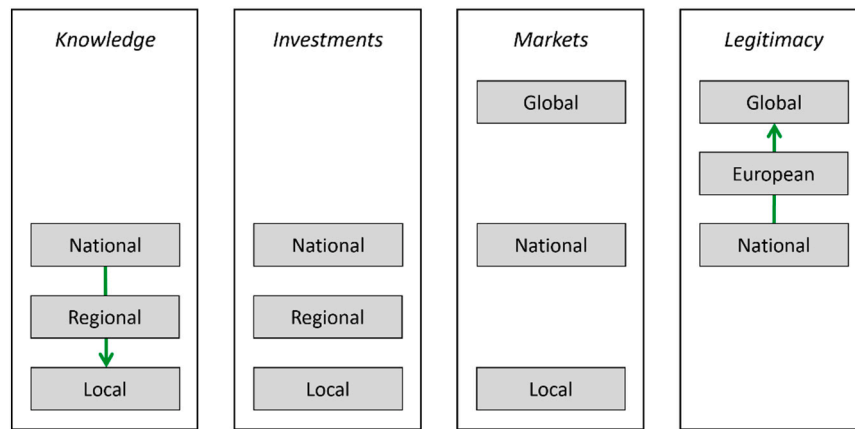 Knowledge
National
Regional
Local
Investments
National
Regional
Local
Markets
Global
National
Local
Legitimacy
Global
European
National